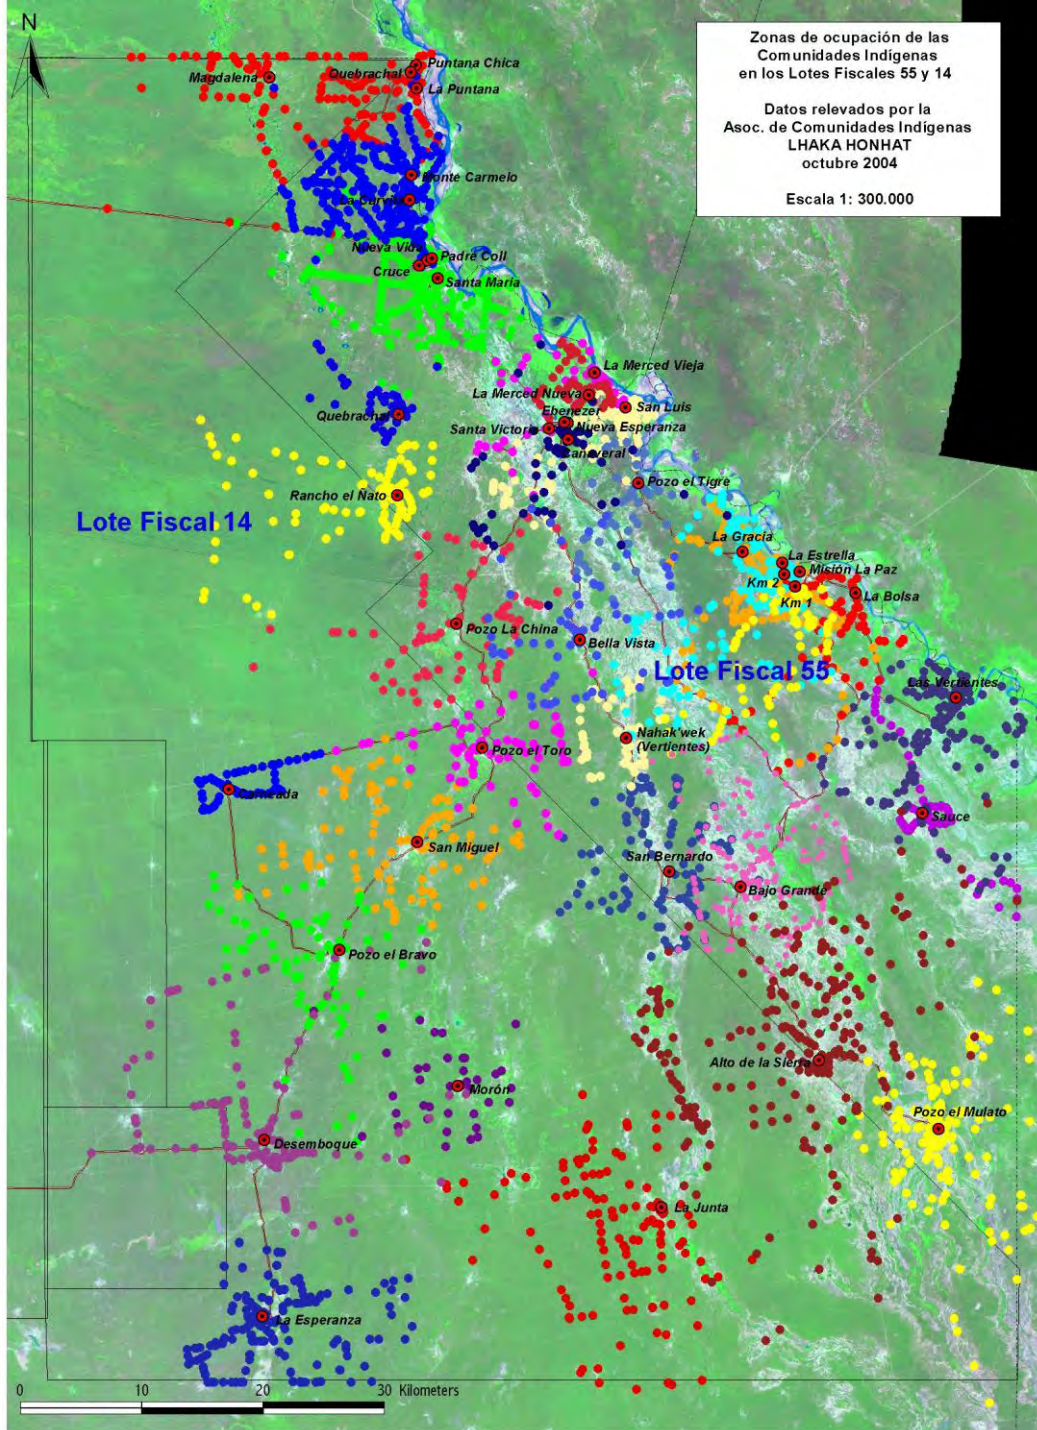 N
Zonas de ocupación de las
Comunidades Indígenas
en los Lotes Fiscales 55 y 14
Datos relevados por la
Asoc. de Comunidades Indígenas
LHAKA HONHAT
octubre 2004
Escala 1: 300.000
Puntana Chica
Quebrachal
Magdalena
La Puntana
Monte Carmelo
La Curvita
Nueva Vida
Padre Coll
Cruce
Santa Maria
La Merced Vieja
La Merced Nueva
San Luis
Ebenezer
Quebrachal
Santa Victoria
Nueva Esperanza
Cañaveral
Pozo el Tigre
Rancho el Ñato
Lote Fiscal 14
La Gracia
La Estrella
Misión La Paz
Km 2
Km 1
La Bolsa
Pozo La China
Bella Vista
Lote Fiscal 55
Las Vertientes
Nahak'wek
(Vertientes)
Pozo el Toro
Carboncito
Sauce
San Miguel
San Bernardo
Bajo Grande
Pozo el Bravo
Alto de la Sierra
Morón
Pozo el Mulato
Desemboque
La Junta
La Esperanza
0 10 20 30 Kilometers